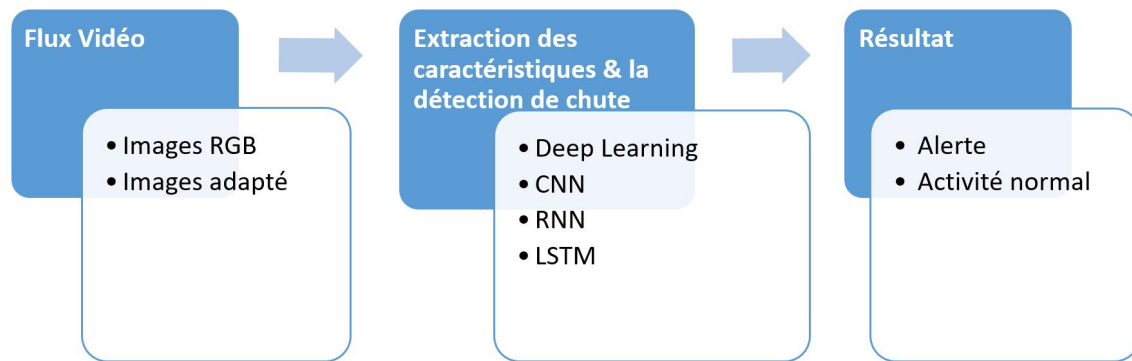 Flux Vidéo
• Images RGB
• Images adapté
Extraction des
caractéristiques & la
détection de chute
• Deep Learning
• CNN
• RNN
• LSTM
Résultat
• Alerte
• Activité normal